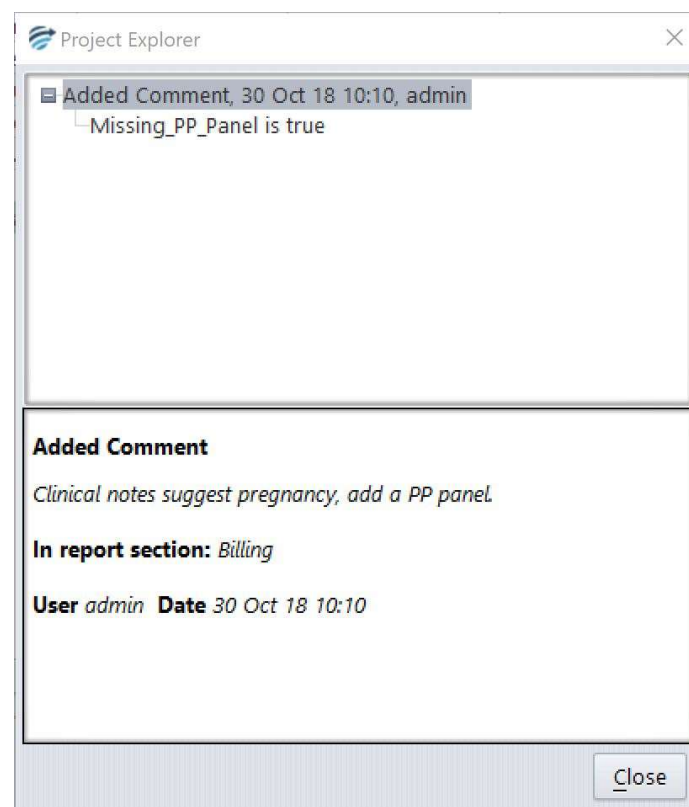 Project Explorer
Added Comment, 30 Oct 18 10:10, admin
Missing_PP_Panel is true
Added Comment
Clinical notes suggest pregnancy, add a PP panel.
In report section: Billing
User admin Date 30 Oct 18 10:10
Close